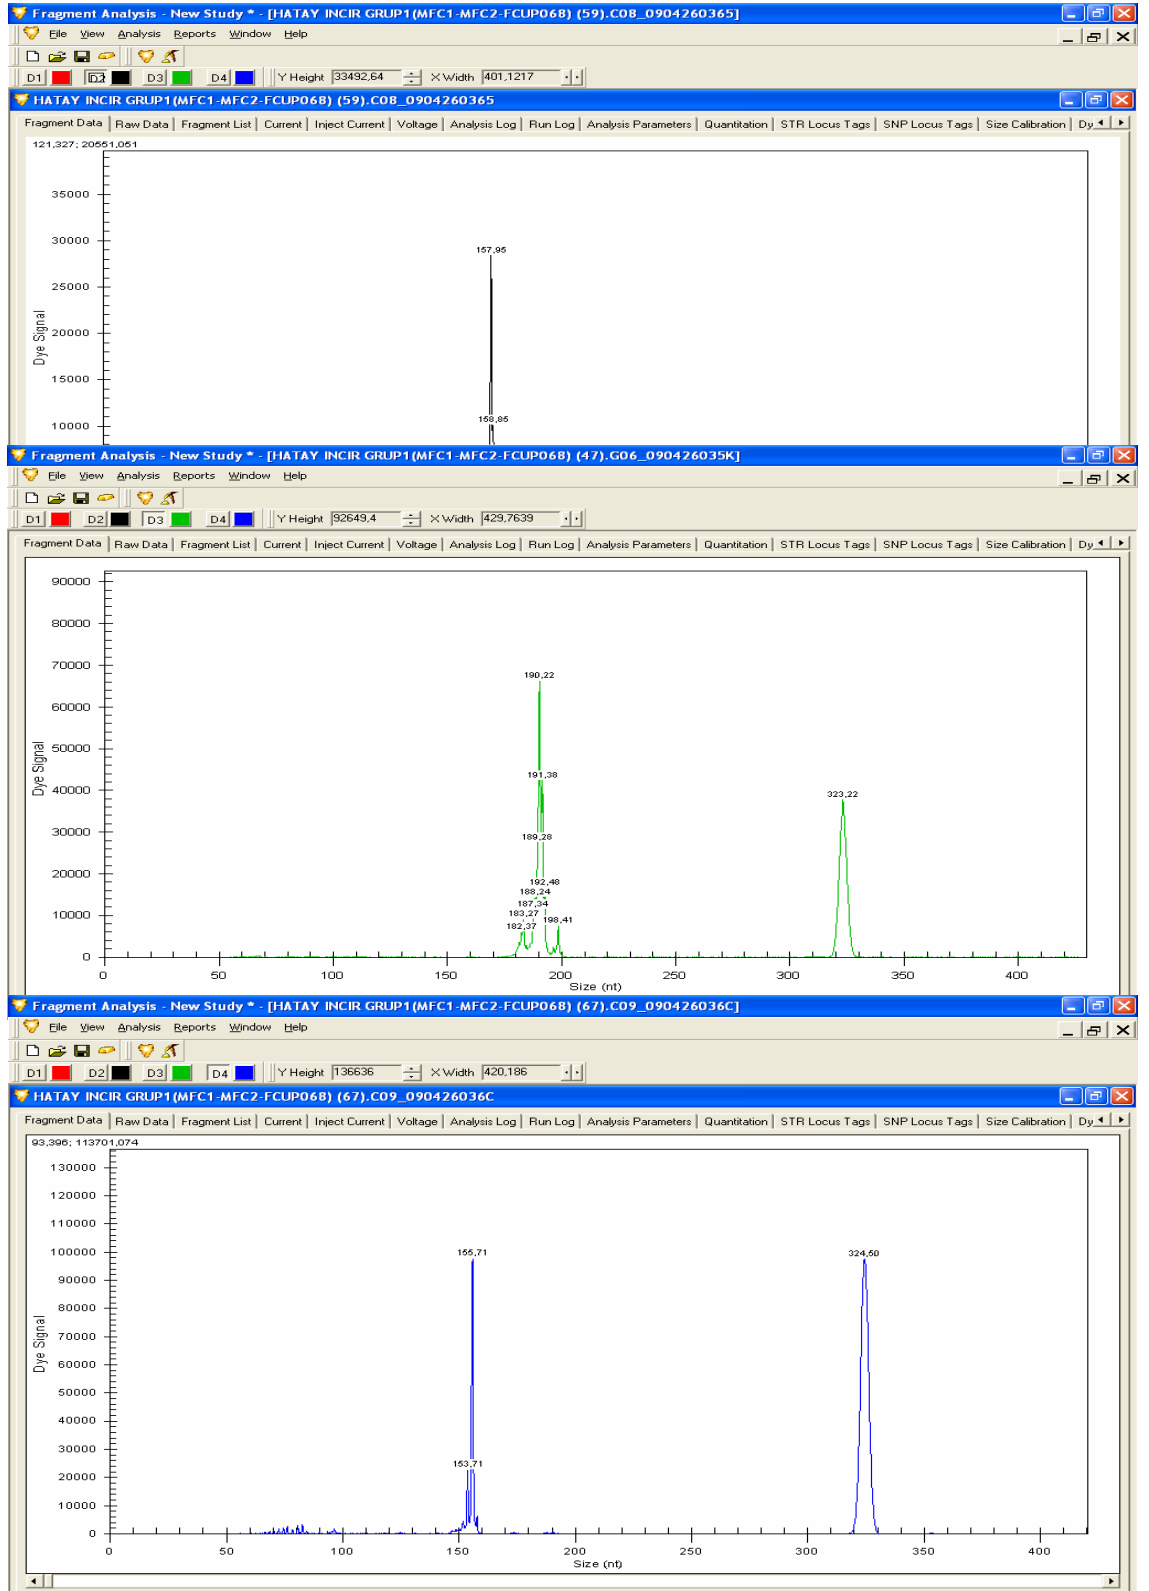 Fragment Analysis - New Study * - [HATAY INCIR GRUP1(MFC1-MFC2-FCUP068) (59).C08_0904260365]
File View Analysis Reports Window Help
D1 D2 D3 D4 Y Height 33492,64 X Width 401,1217
HATAY INCIR GRUP1(MFC1-MFC2-FCUP068) (59).C08_0904260365
Fragment Data Raw Data Fragment List Current Inject Current Voltage Analysis Log Run Log Analysis Parameters Quantitation STR Locus Tags SNP Locus Tags Size Calibration Dy
121,327; 20551,051
35000
30000
157,95
25000
Dye Signal
20000
15000
158,85
10000
Fragment Analysis - New Study * - [HATAY INCIR GRUP1(MFC1-MFC2-FCUP068) (47).G06_090426035K]
File View Analysis Reports Window Help
D1 D2 D3 D4 Y Height 92649,4 X Width 429,7639
Fragment Data Raw Data Fragment List Current Inject Current Voltage Analysis Log Run Log Analysis Parameters Quantitation STR Locus Tags SNP Locus Tags Size Calibration Dy
90000
80000
70000
190,22
60000
50000
Dye Signal
191,38
40000
323,22
30000
189,28
20000
192,48
188,24
187,34
10000
183,27
198,41
182,37
0
0 50 100 150 200 250 300 350 400
Size (nt)
Fragment Analysis - New Study * - [HATAY INCIR GRUP1(MFC1-MFC2-FCUP068) (67).C09_090426036C]
File View Analysis Reports Window Help
D1 D2 D3 D4 Y Height 136636 X Width 420,186
HATAY INCIR GRUP1(MFC1-MFC2-FCUP068) (67).C09_090426036C
Fragment Data Raw Data Fragment List Current Inject Current Voltage Analysis Log Run Log Analysis Parameters Quantitation STR Locus Tags SNP Locus Tags Size Calibration Dy
93,396; 113701,074
130000
120000
110000
100000
155,71 324,50
90000
80000
70000
Dye Signal
60000
50000
40000
30000
153,71
20000
10000
0
0 50 100 150 200 250 300 350 400
Size (nt)